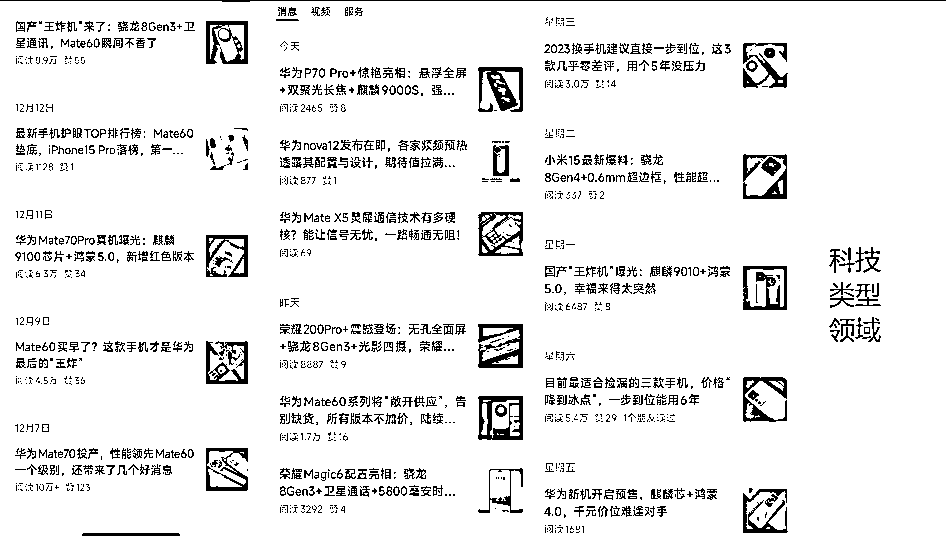 国产“王炸机”来了：骁龙8Gen3+卫
星通讯，Mate60瞬间不香了
阅读8.9万 赞55
12月12日
最新手机护眼TOP排行榜：Mate60
垫底，iPhone15 Pro落榜，第一...
阅读1128 赞1
12月11日
华为Mate70Pro真机曝光：麒麟
9100芯片+鸿蒙5.0，新增红色版本
阅读6.3万 赞34
12月9日
Mate60买早了？这款手机才是华为
最后的“王炸”
阅读4.5万 赞36
12月7日
华为Mate70投产，性能领先Mate60
一个级别，还带来了几个好消息
阅读10万+ 赞123
消息 视频 服务
今天
华为P70 Pro+惊艳亮相：悬浮全屏
+双聚光长焦+麒麟9000S，强...
阅读2465 赞8
华为nova12发布在即，各家视频预热
透露其配置与设计，期待值拉满...
阅读877 赞1
华为Mate X5灵犀通信技术有多硬
核？能让信号无忧，一路畅通无阻！
阅读69
昨天
荣耀200Pro+震撼登场：无孔全面屏
+骁龙8Gen3+光影四摄，荣耀...
阅读8887 赞9
华为Mate60系列将“敞开供应”，告
别缺货，所有版本不加价，陆续...
阅读1.7万 赞16
荣耀Magic6配置亮相：骁龙
8Gen3+卫星通话+5800毫安时...
阅读3292 赞4
星期三
2023换手机建议直接一步到位，这3
款几乎零差评，用个5年没压力
阅读3.0万 赞14
星期二
小米15最新爆料：骁龙
8Gen4+0.6mm超边框，性能超...
阅读337 赞2
星期一
国产“王炸机”曝光：麒麟9010+鸿蒙
5.0，幸福来得太突然
阅读6487 赞8
星期六
目前最适合捡漏的三款手机，价格“
降到冰点”，一步到位能用6年
阅读5.4万 赞29 1个朋友读过
星期五
华为新机开启预售，麒麟芯+鸿蒙
4.0，千元价位难逢对手
阅读1681
科技
类型
领域